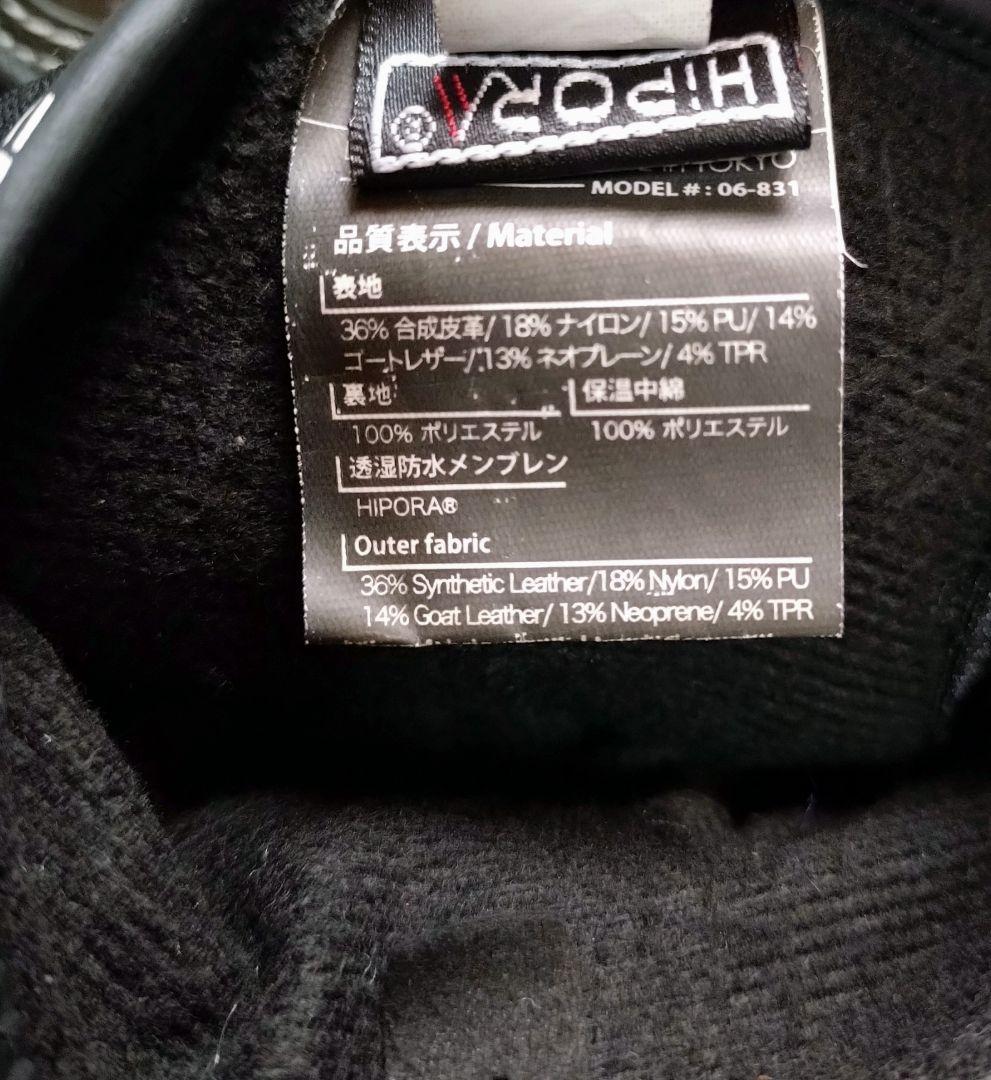 HiPORA®
TOKYO
MODEL #: 06-831
品質表示 / Material
表地
36% 合成皮革/ 18% ナイロン/ 15% PU/ 14%
ゴートレザー/ 13% ネオプレーン/ 4% TPR
裏地 保温中綿
100% ポリエステル 100% ポリエステル
透湿防水メンブレン
HIPORA®
Outer fabric
36% Synthetic Leather/18% Nylon/ 15% PU
14% Goat Leather/ 13% Neoprene/ 4% TPR